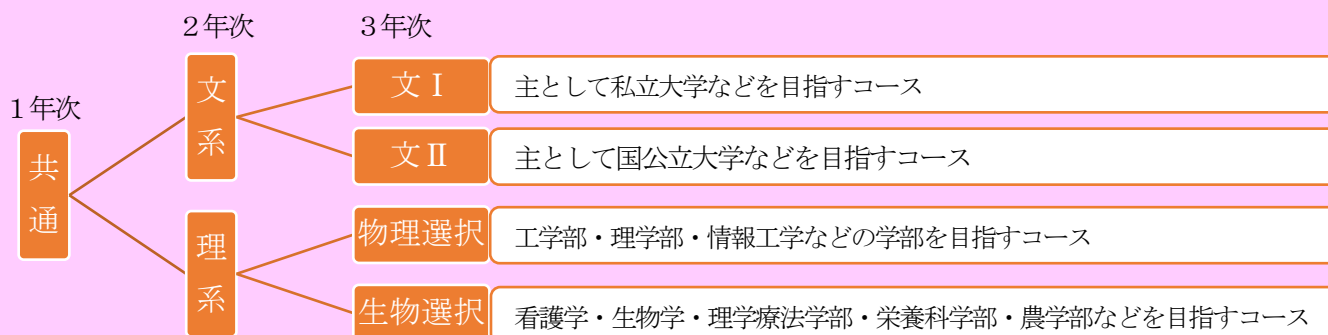 ２年次
３年次
１年次
共通
文系
文Ⅰ
主として私立大学などを目指すコース
文Ⅱ
主として国公立大学などを目指すコース
理系
物理選択
工学部・理学部・情報工学などの学部を目指すコース
生物選択
看護学・生物学・理学療法学部・栄養科学部・農学部などを目指すコース